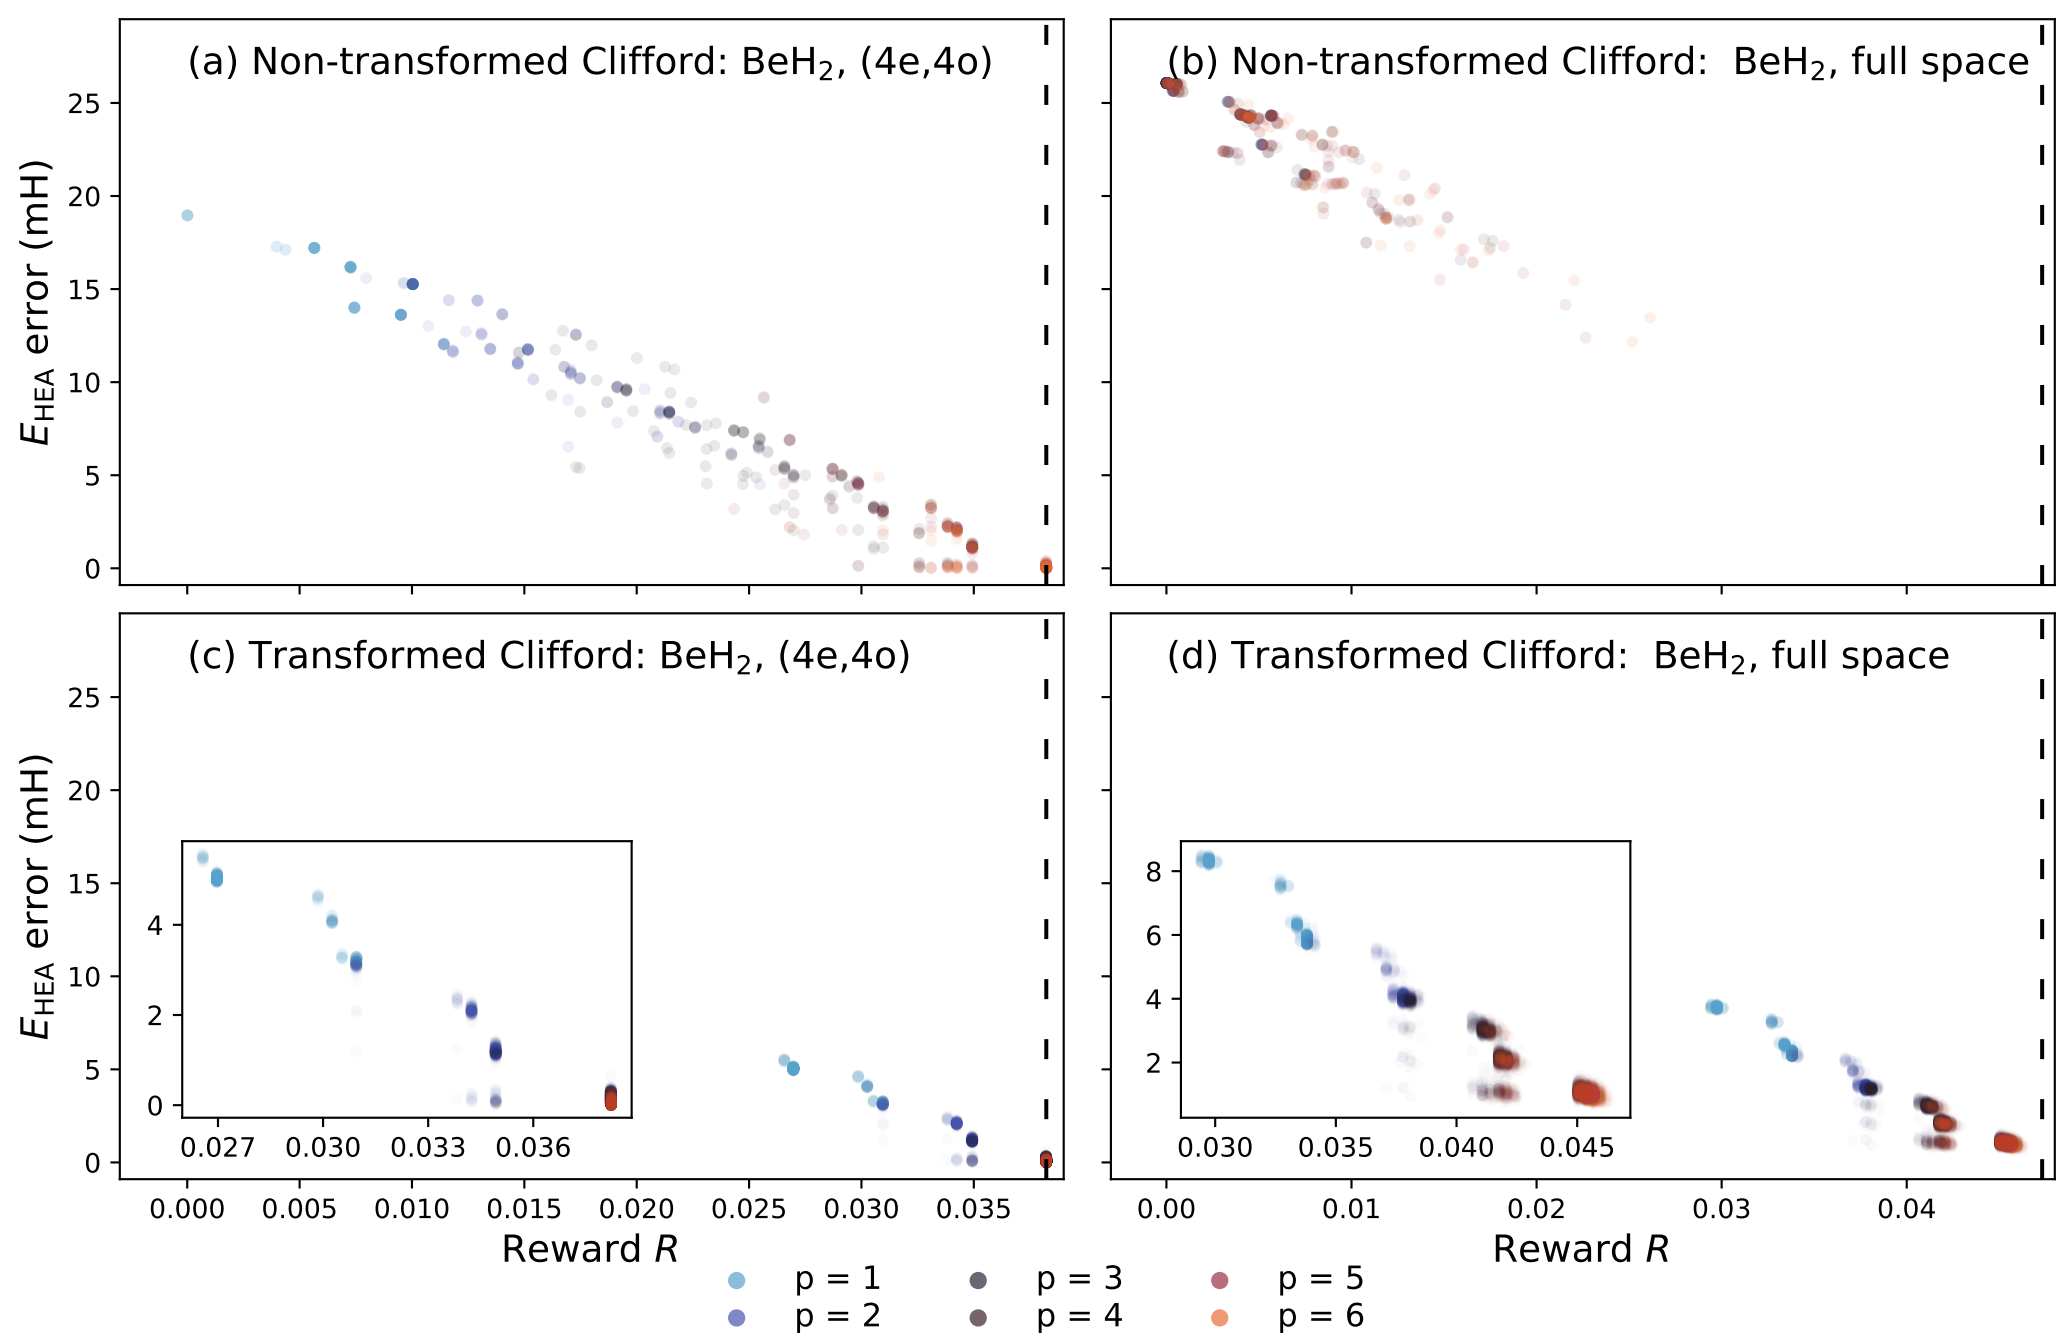 (a) Non-transformed Clifford: BeH₂, (4e,4o)
(b) Non-transformed Clifford: BeH₂, full space
E_HEA error (mH)
25
20
15
10
5
0
(c) Transformed Clifford: BeH₂, (4e,4o)
(d) Transformed Clifford: BeH₂, full space
E_HEA error (mH)
25
20
15
10
5
0
4
2
0
0.027 0.030 0.033 0.036
8
6
4
2
0.030 0.035 0.040 0.045
0.000 0.005 0.010 0.015 0.020 0.025 0.030 0.035
0.00 0.01 0.02 0.03 0.04
Reward R
Reward R
p = 1 p = 3 p = 5
p = 2 p = 4 p = 6